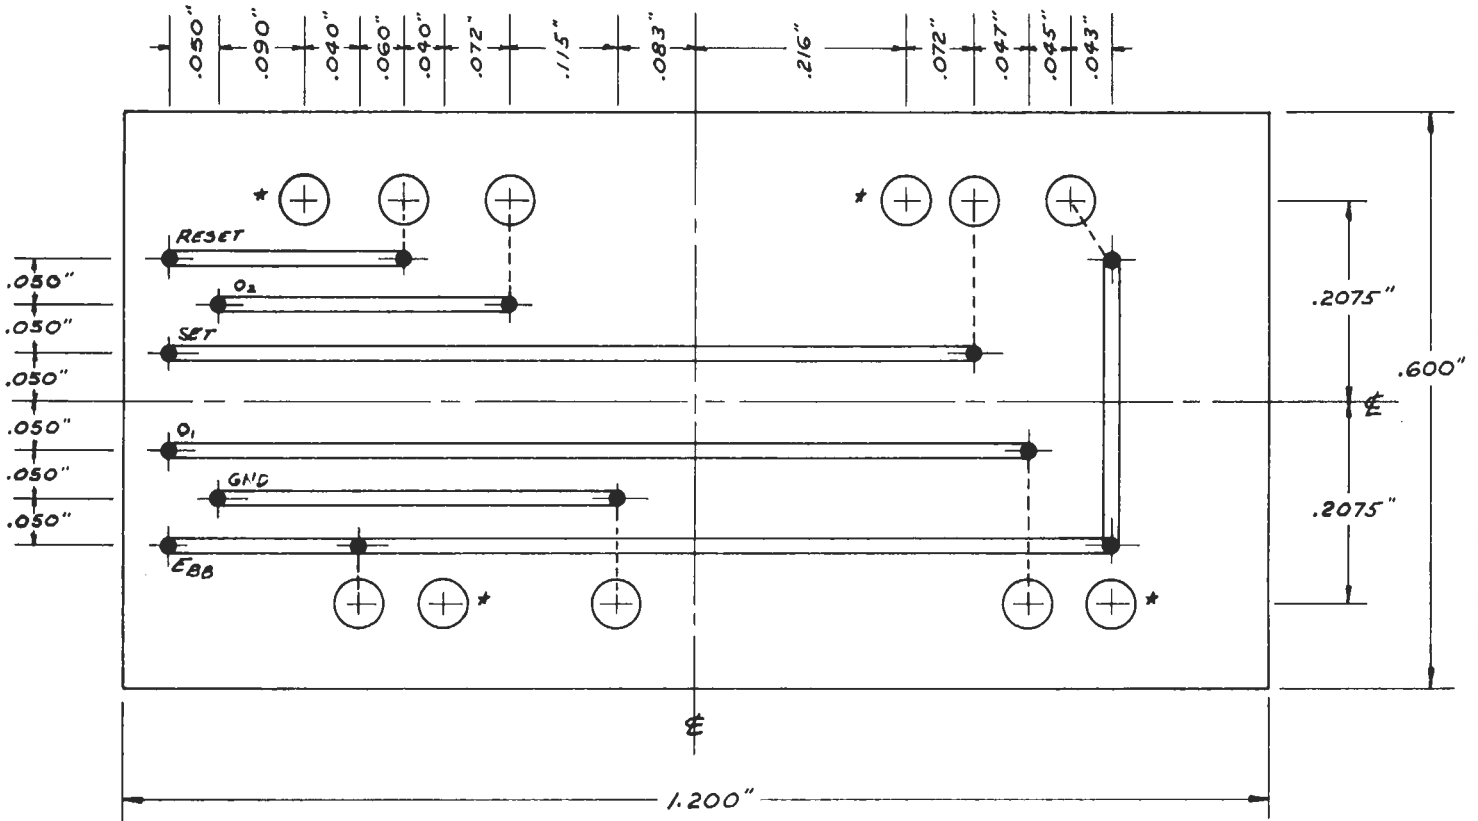 .050" .090" .040" .060" .040" .072" .115" .083" .216" .072" .047" .045" .043"
* *
RESET
.050"
O₂
.2075"
.050"
SET
.050"
.600"
℄
.050"
O₁
.050"
GND
.2075"
.050"
EBB
* *
℄
1.200"